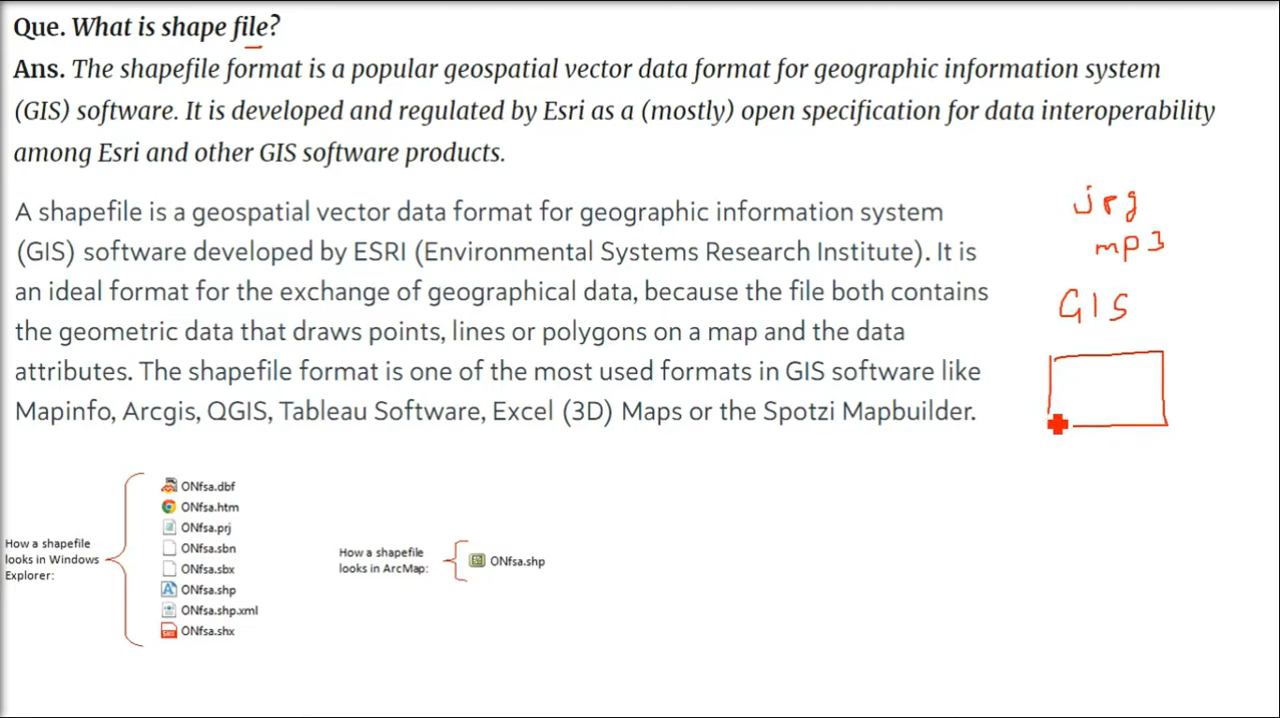 Que. What is shape file?
Ans. The shapefile format is a popular geospatial vector data format for geographic information system
(GIS) software. It is developed and regulated by Esri as a (mostly) open specification for data interoperability
among Esri and other GIS software products.
A shapefile is a geospatial vector data format for geographic information system
(GIS) software developed by ESRI (Environmental Systems Research Institute). It is
an ideal format for the exchange of geographical data, because the file both contains
the geometric data that draws points, lines or polygons on a map and the data
attributes. The shapefile format is one of the most used formats in GIS software like
Mapinfo, Arcgis, QGIS, Tableau Software, Excel (3D) Maps or the Spotzi Mapbuilder.
jpg
mp3
GIS
How a shapefile
looks in Windows
Explorer:
ONfsa.dbf
ONfsa.htm
ONfsa.prj
ONfsa.sbn
ONfsa.sbx
ONfsa.shp
ONfsa.shp.xml
ONfsa.shx
How a shapefile
looks in ArcMap:
ONfsa.shp